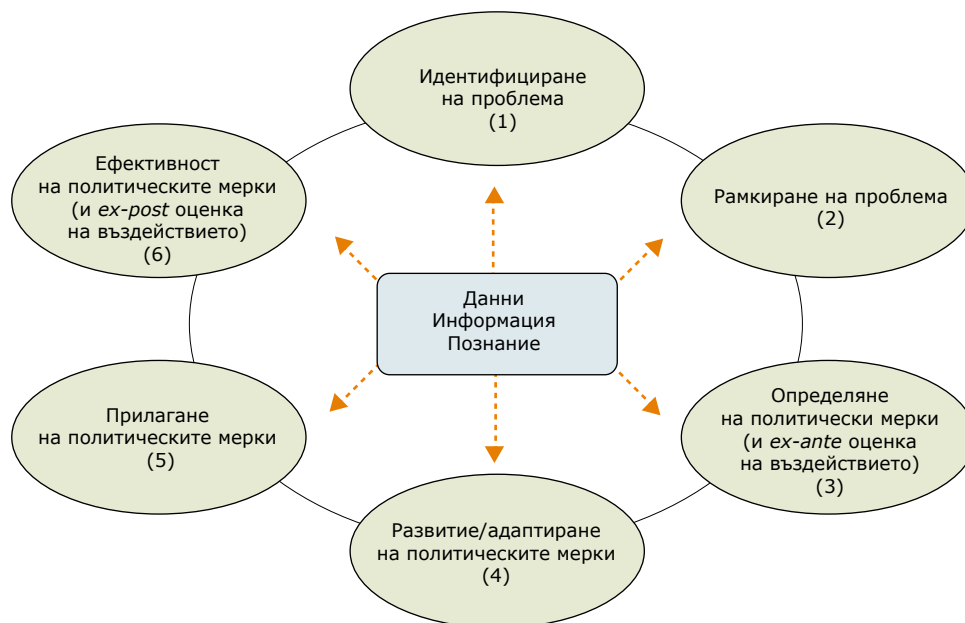 Идентифициране
на проблема
(1)
Рамкиране на проблема
(2)
Определяне
на политически мерки
(и ex-ante оценка
на въздействието)
(3)
Развитие/адаптиране
на политическите мерки
(4)
Прилагане
на политическите мерки
(5)
Ефективност
на политическите мерки
(и ex-post оценка
на въздействието)
(6)
Данни
Информация
Познание